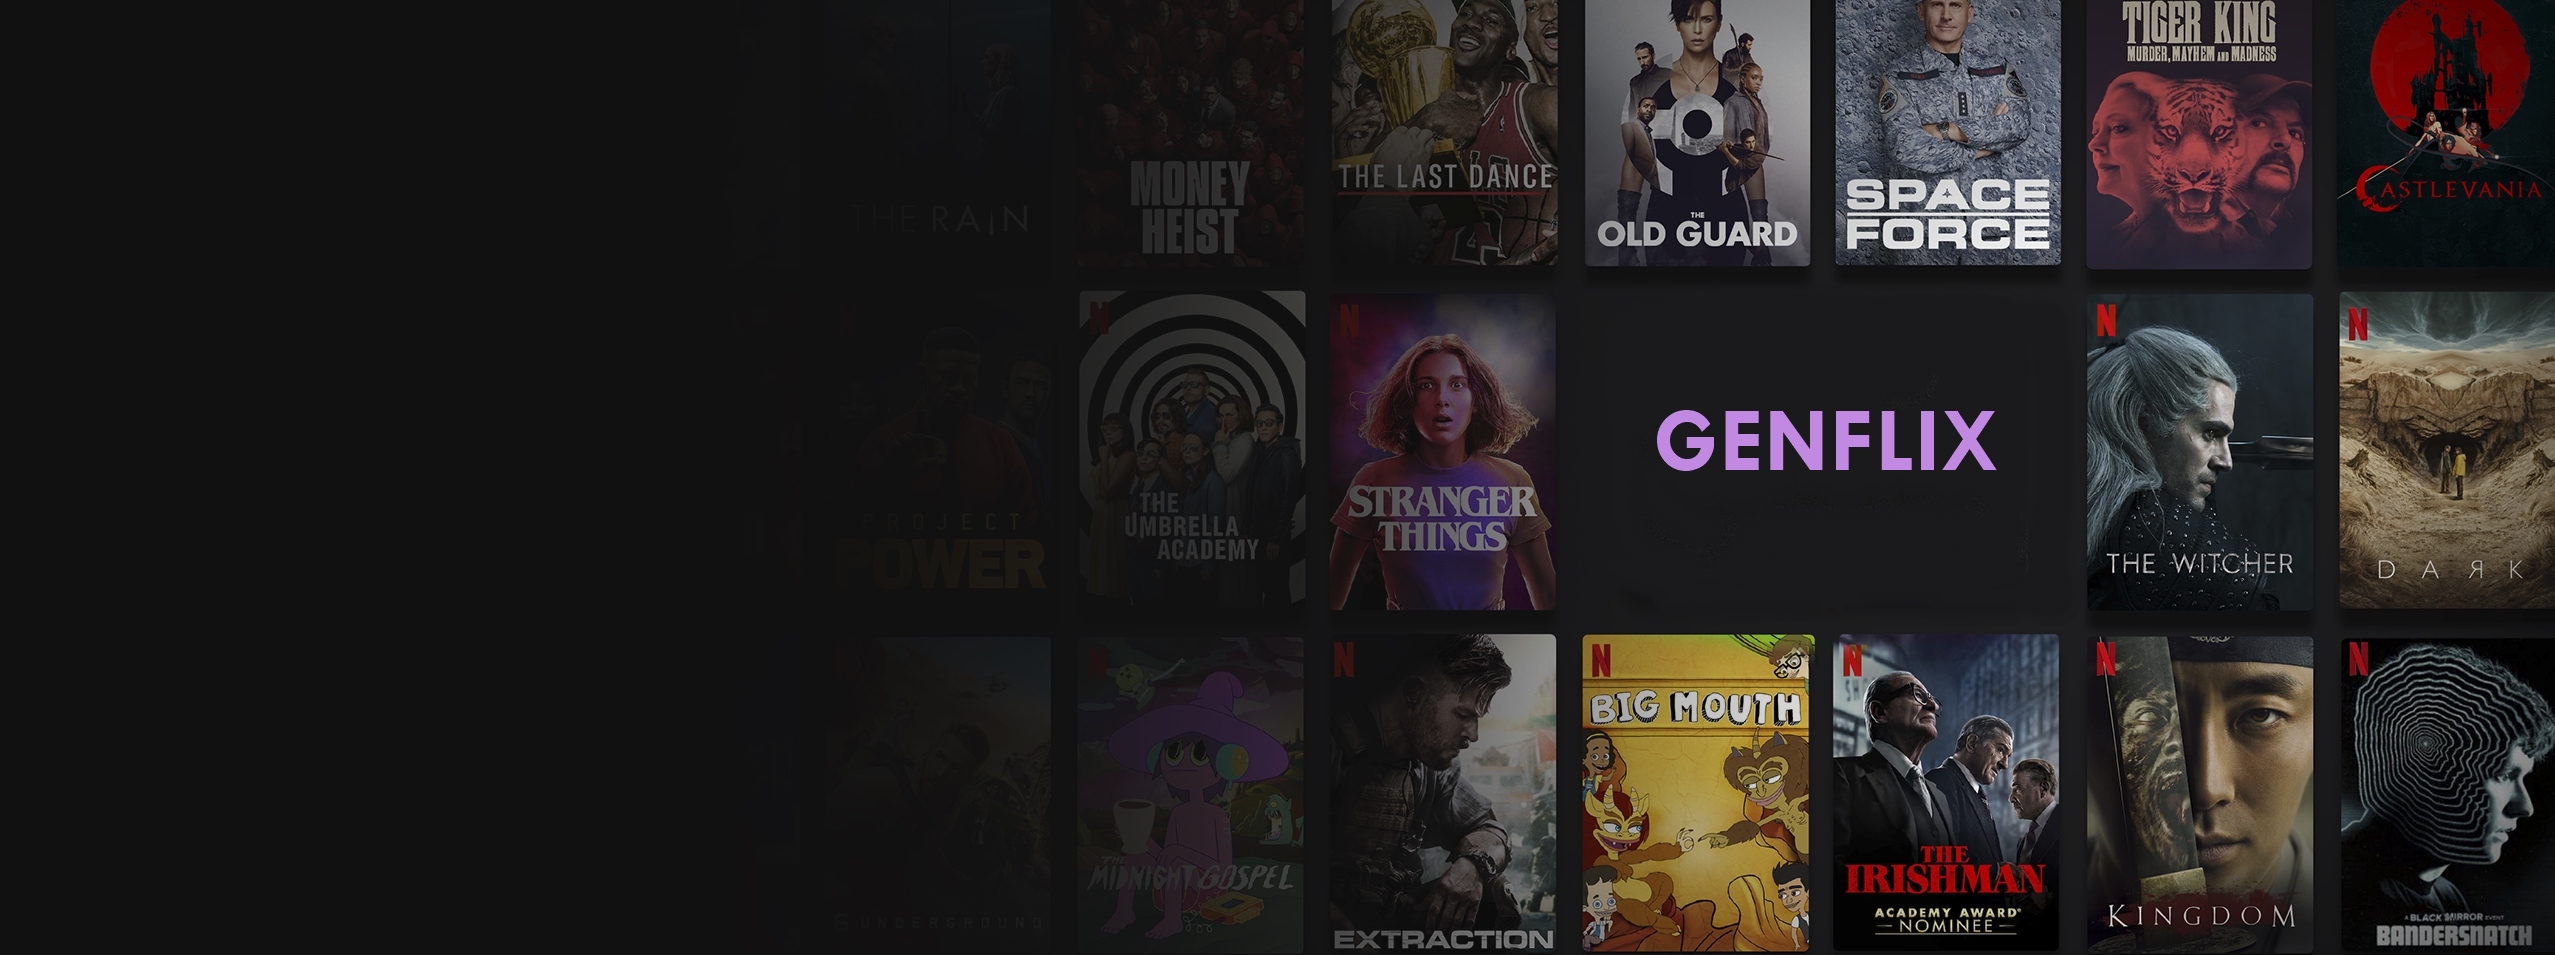 THE RAIN
MONEY
HEIST
THE LAST DANCE
THE
OLD GUARD
SPACE
FORCE
TIGER KING
MURDER, MAYHEM AND MADNESS
CASTLEVANIA
PROJECT
POWER
N
THE
UMBRELLA
ACADEMY
N
STRANGER
THINGS
GENFLIX
N
THE WITCHER
N
DAЯK
6 UNDERGROUND
THE
MIDNIGHT GOSPEL
N
EXTRACTION
N
BIG MOUTH
N
THE
IRISHMAN
ACADEMY AWARD®
NOMINEE
N
KINGDOM
N
A BLACK MIRROR EVENT
BANDERSNATCH